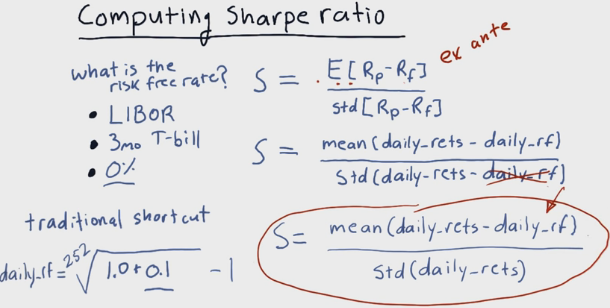 Computing Sharpe ratio
what is the
risk free rate?
• LIBOR
• 3mo T-bill
• 0%
traditional shortcut
daily_rf = ²⁵²√1.0 + 0.1 - 1
ex ante
S = E[Rp-Rf]
std[Rp-Rf]
S = mean(daily_rets - daily_rf)
std(daily_rets - daily_rf)
S= mean(daily_rets - daily_rf)
std(daily_rets)